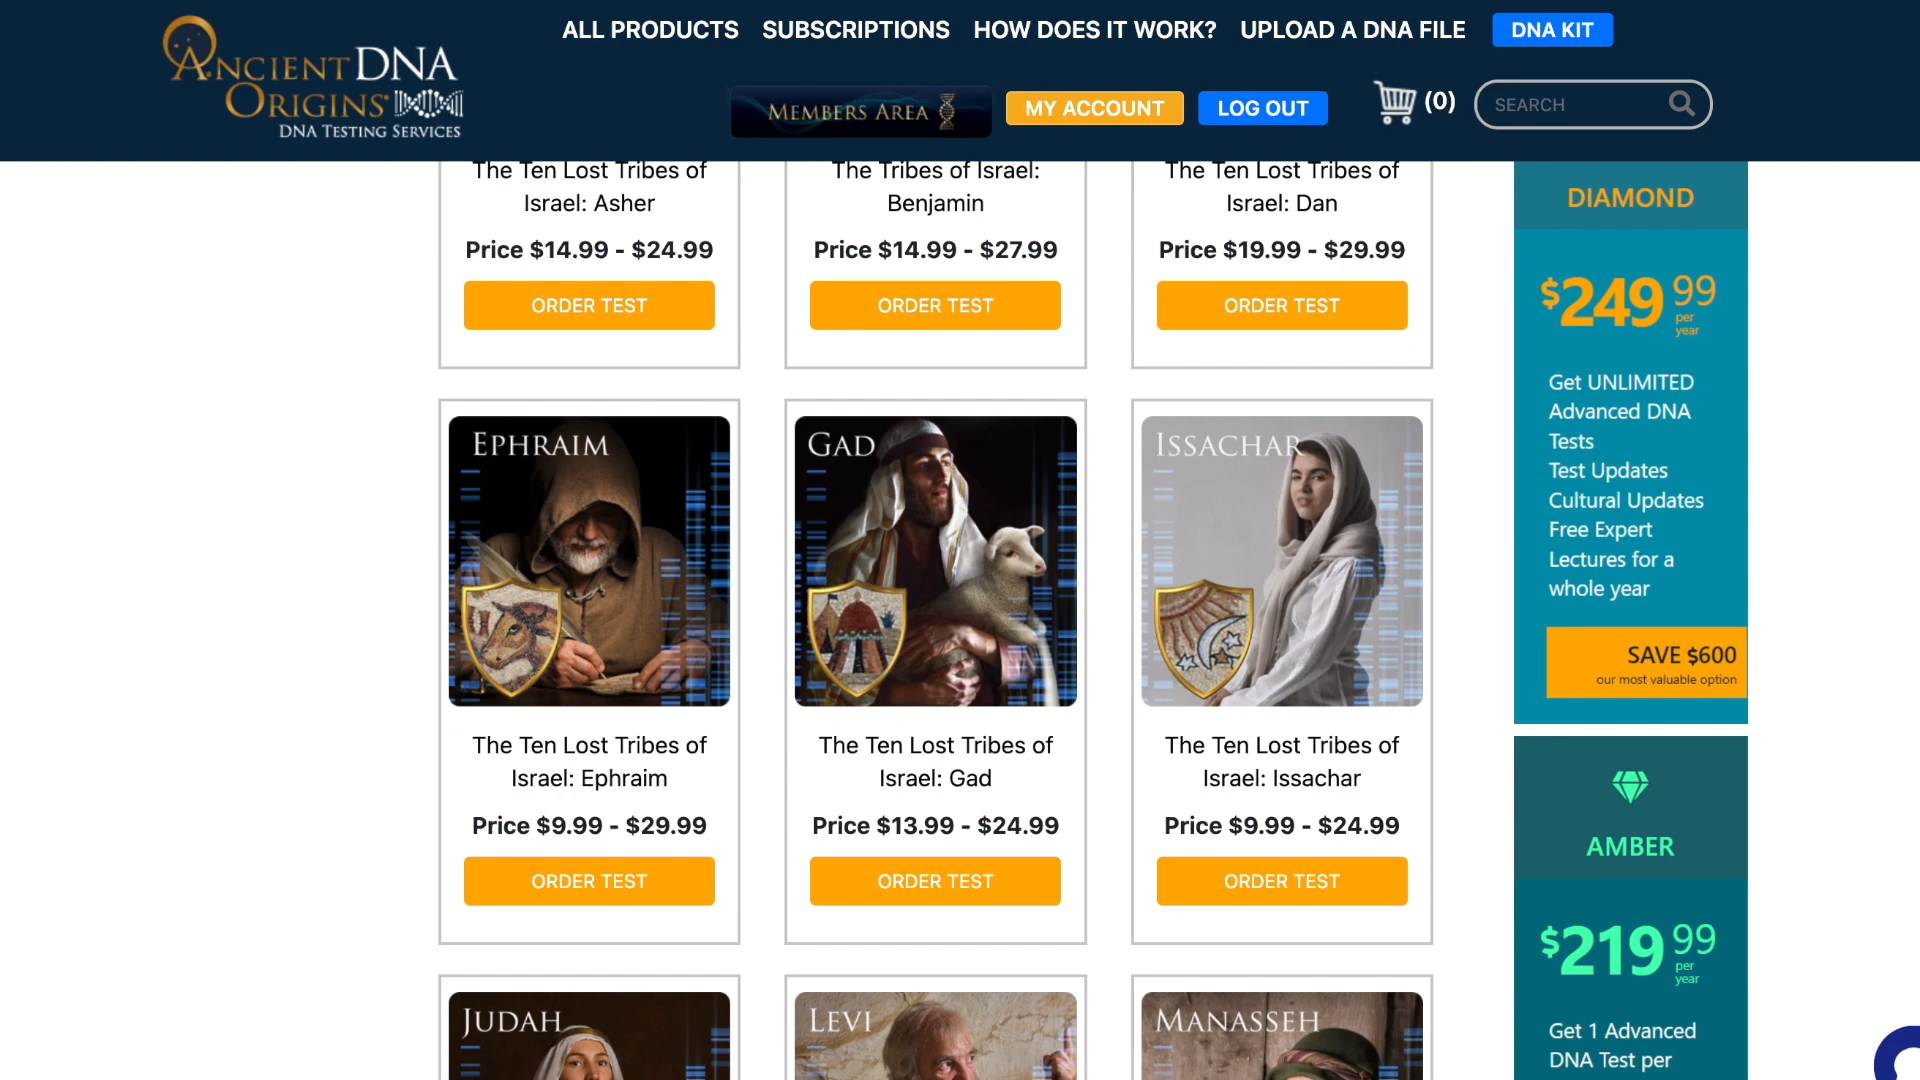 ANCIENT DNA
ORIGINS
DNA TESTING SERVICES
ALL PRODUCTS
SUBSCRIPTIONS
HOW DOES IT WORK?
UPLOAD A DNA FILE
DNA KIT
MEMBERS AREA
MY ACCOUNT
LOG OUT
(0)
SEARCH
The Ten Lost Tribes of
Israel: Asher
Price $14.99 - $24.99
ORDER TEST
The Tribes of Israel:
Benjamin
Price $14.99 - $27.99
ORDER TEST
The Ten Lost Tribes of
Israel: Dan
Price $19.99 - $29.99
ORDER TEST
EPHRAIM
The Ten Lost Tribes of
Israel: Ephraim
Price $9.99 - $29.99
ORDER TEST
GAD
The Ten Lost Tribes of
Israel: Gad
Price $13.99 - $24.99
ORDER TEST
ISSACHAR
The Ten Lost Tribes of
Israel: Issachar
Price $9.99 - $24.99
ORDER TEST
JUDAH
LEVI
MANASSEH
DIAMOND
$249 99
per
year
Get UNLIMITED
Advanced DNA
Tests
Test Updates
Cultural Updates
Free Expert
Lectures for a
whole year
SAVE $600
our most valuable option
AMBER
$219 99
per
year
Get 1 Advanced
DNA Test per